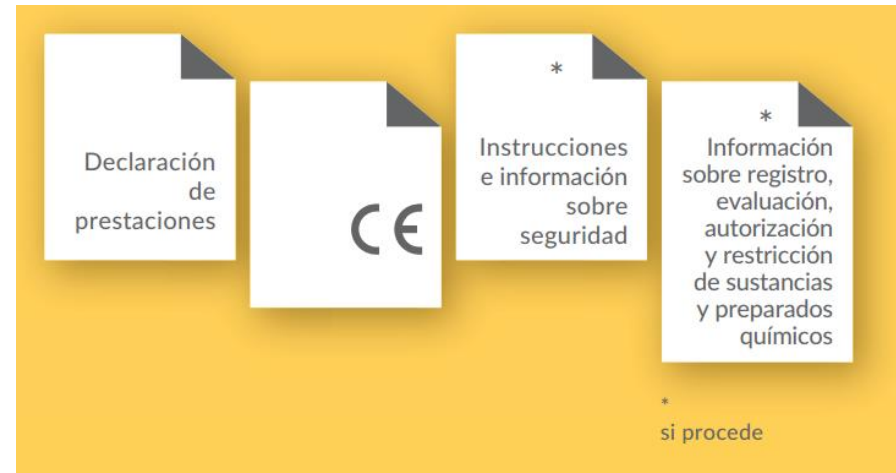 Declaración
de
prestaciones
CE
*
Instrucciones
e información
sobre
seguridad
*
Información
sobre registro,
evaluación,
autorización
y restricción
de sustancias
y preparados
químicos
*
si procede